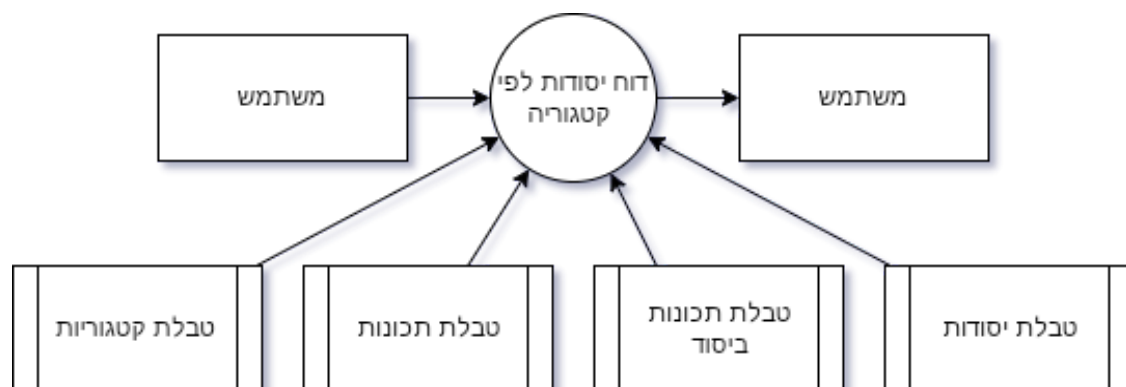 משתמש
דוח יסודות לפי
קטגוריה
משתמש
טבלת קטגוריות
טבלת תכונות
טבלת תכונות
ביסוד
טבלת יסודות